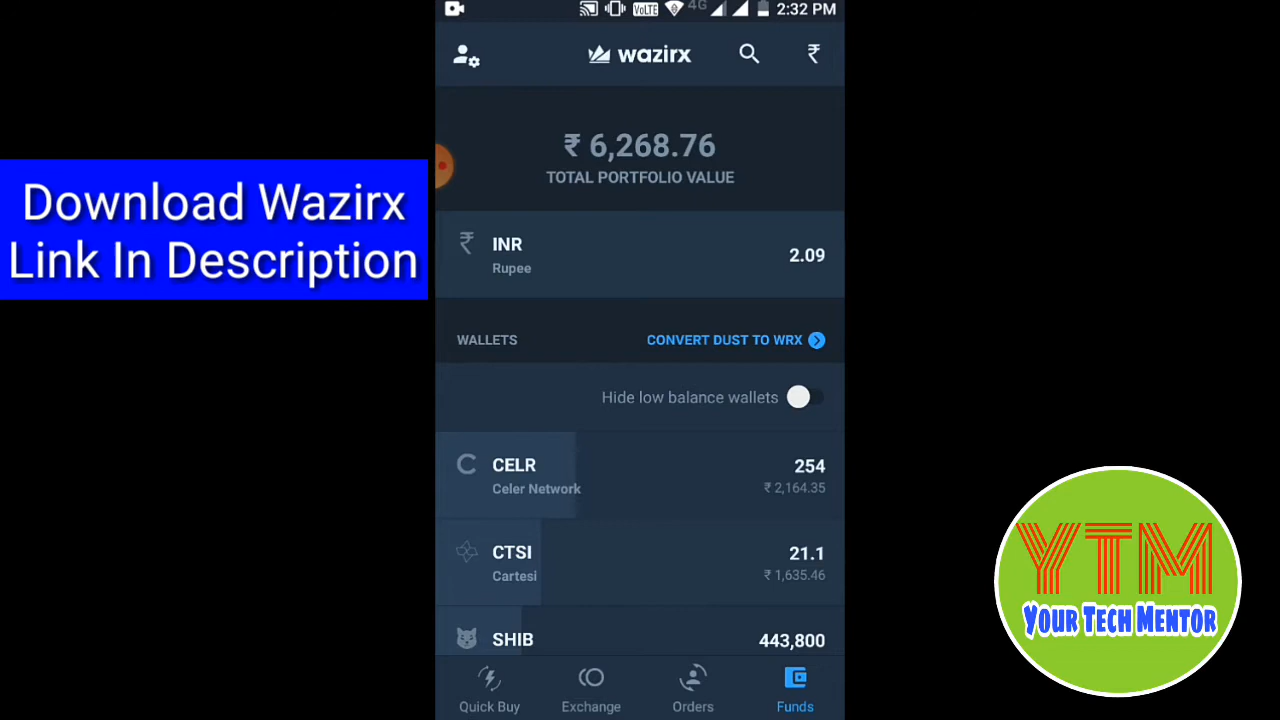 VoLTE 4G 2:32 PM
wazirx ₹
₹ 6,268.76
TOTAL PORTFOLIO VALUE
Download Wazirx
Link In Description
₹ INR 2.09
Rupee
WALLETS CONVERT DUST TO WRX
Hide low balance wallets
CELR 254
Celer Network ₹ 2,164.35
CTSI 21.1
Cartesi ₹ 1,635.46
SHIB 443,800
Quick Buy Exchange Orders Funds
YTM
YOUR TECH MENTOR